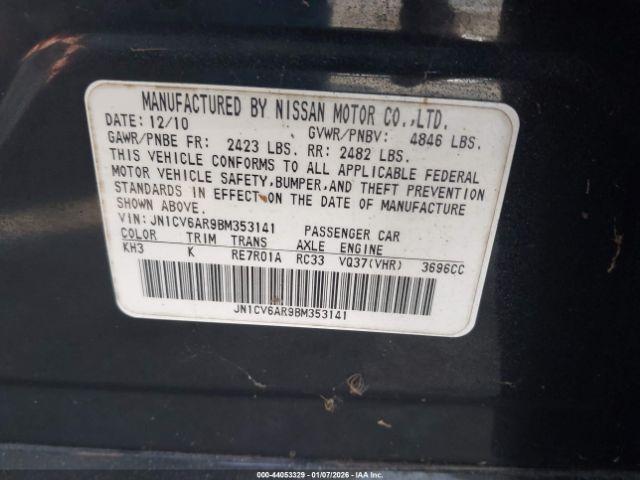 MANUFACTURED BY NISSAN MOTOR CO.,LTD.
DATE: 12/10 GVWR/PNBV: 4846 LBS.
GAWR/PNBE FR: 2423 LBS. RR: 2482 LBS.
THIS VEHICLE CONFORMS TO ALL APPLICABLE FEDERAL
MOTOR VEHICLE SAFETY,BUMPER,AND THEFT PREVENTION
STANDARDS IN EFFECT ON THE DATE OF MANUFACTURE
SHOWN ABOVE.
VIN: JN1CV6AR9BM353141 PASSENGER CAR
COLOR TRIM TRANS AXLE ENGINE
KH3 K RE7R01A RC33 VQ37(VHR) 3696CC
JN1CV6AR9BM353141
000-44053329 - 01/07/2026 - IAAI.COM